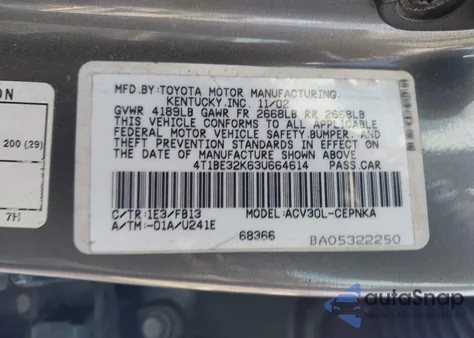 ON
200 (29)
7H
MFD.BY:TOYOTA MOTOR MANUFACTURING,
KENTUCKY,INC. 11/02
GVWR 4189LB GAWR FR 2668LB RR 2668LB
THIS VEHICLE CONFORMS TO ALL APPLICABLE
FEDERAL MOTOR VEHICLE SAFETY,BUMPER, AND
THEFT PREVENTION STANDARDS IN EFFECT ON
THE DATE OF MANUFACTURE SHOWN ABOVE.
4T1BE32K63U664614 PASS.CAR
C/TR:1E3/FB13 MODEL:ACV30L-CEPNKA
A/TM:-01A/U241E
68366 BA05322250
autoSnap